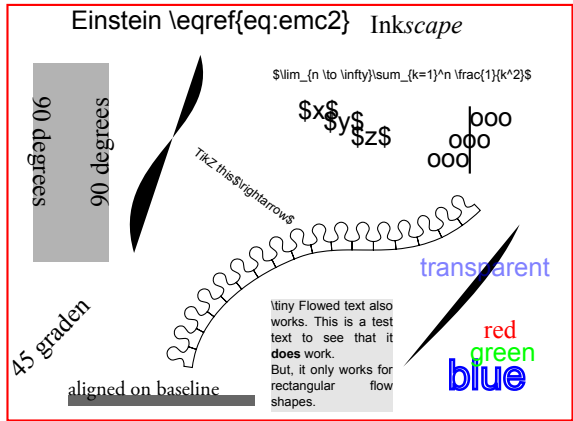 Einstein \eqref{eq:emc2}
Inkscape
$\lim_{n \to \infty}\sum_{k=1}^n \frac{1}{k^2}$
$x$
$y$
$z$
ooo
ooo
ooo
90 degrees
90 degrees
TikZ this$\rightarrow$
transparent
\tiny Flowed text also
works. This is a test
text to see that it
does work.
But, it only works for
rectangular flow
shapes.
45 graden
red
green
blue
aligned on baseline